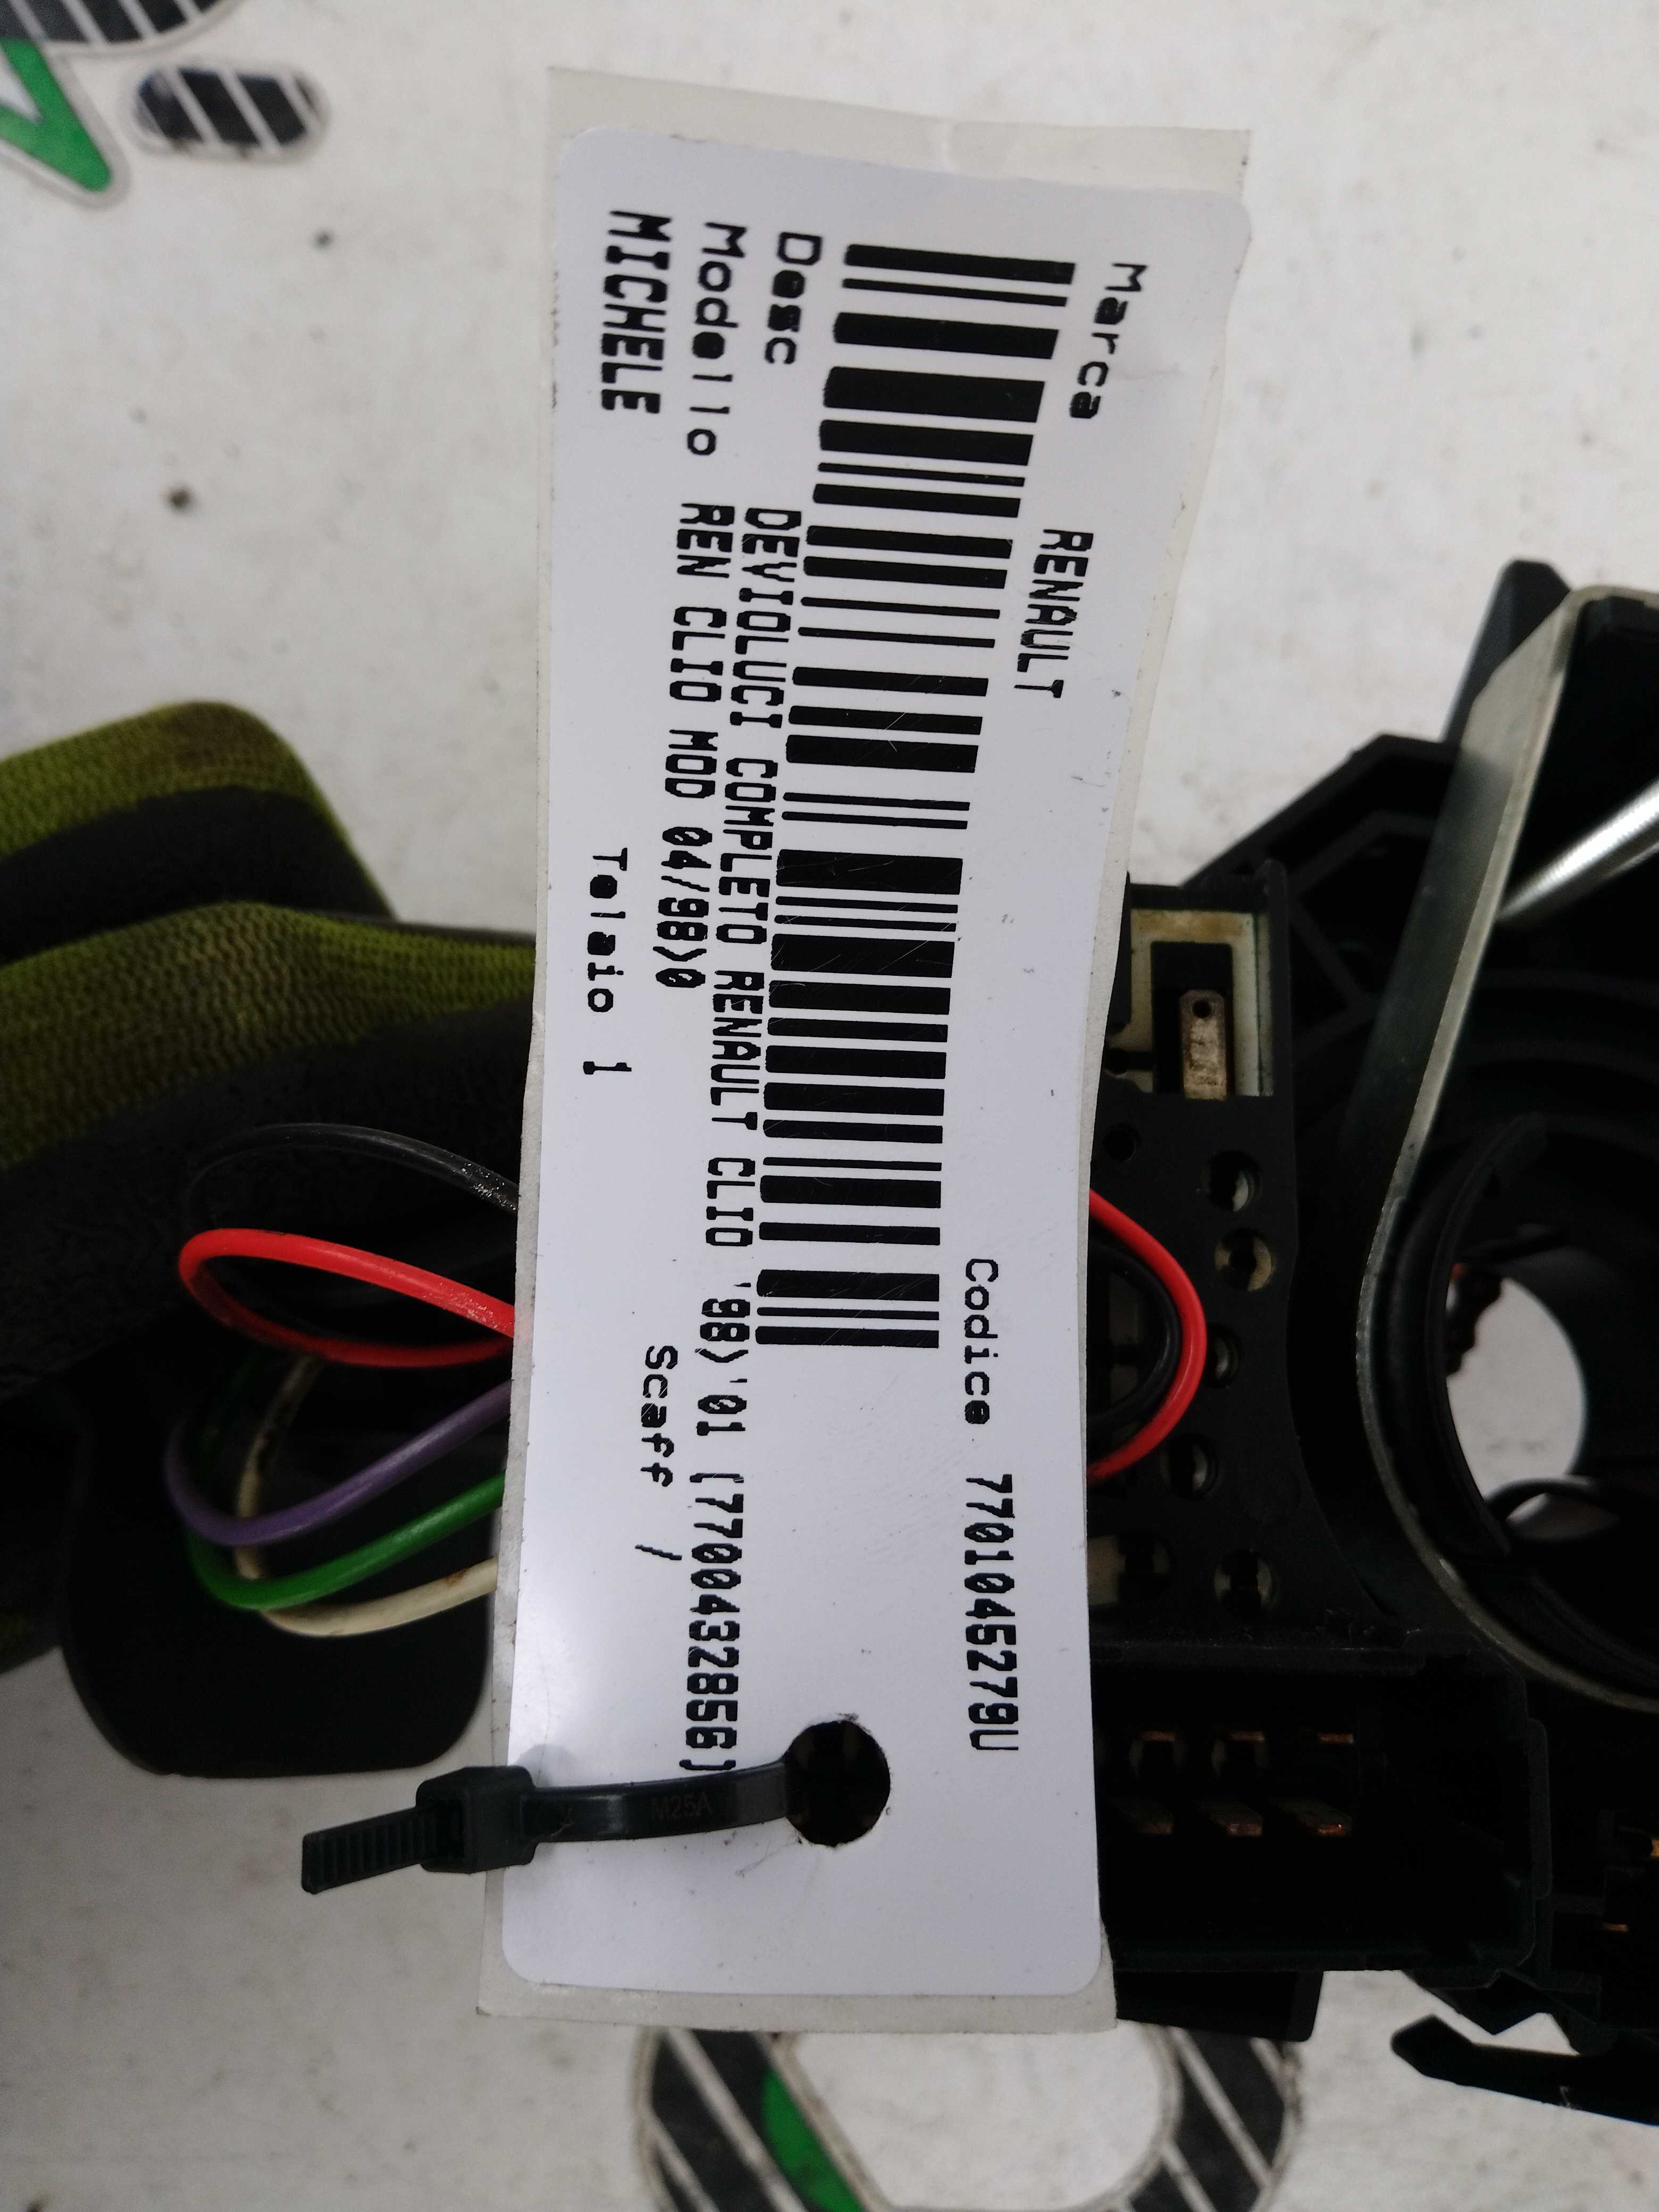 Marca RENAULT
Codice 7701045279U
Desc DEVIOLUCI COMPLETO RENAULT CLIO '98>'01 (7700432856)
Modello REN CLIO MOD 04/98>0
Scaff /
MICHELE
Telaio 1
M25A